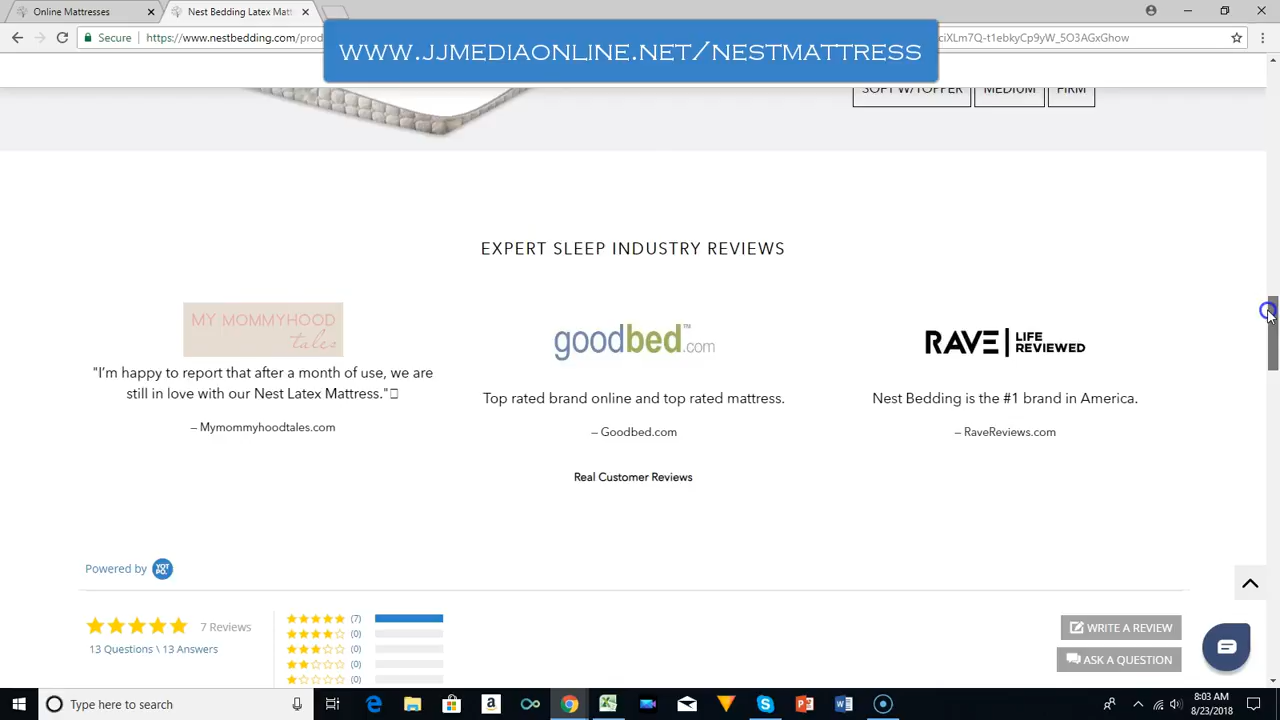 Online Mattresses
Nest Bedding Latex Matt
Secure
https://www.nestbedding.com/prod
ciXLm7Q-t1ebkyCp9yW_5O3AGxGhow
WWW.JJMEDIAONLINE.NET/NESTMATTRESS
SOFT W/TOPPER
MEDIUM
FIRM
EXPERT SLEEP INDUSTRY REVIEWS
MY MOMMYHOOD
tales
"I'm happy to report that after a month of use, we are
still in love with our Nest Latex Mattress."
– Mymommyhoodtales.com
goodbed.com™
Top rated brand online and top rated mattress.
– Goodbed.com
RAVE
LIFE
REVIEWED
Nest Bedding is the #1 brand in America.
– RaveReviews.com
Real Customer Reviews
Powered by
YOT
PO.
7 Reviews
13 Questions \ 13 Answers
(7)
(0)
(0)
(0)
(0)
WRITE A REVIEW
ASK A QUESTION
Type here to search
8:03 AM
8/23/2018